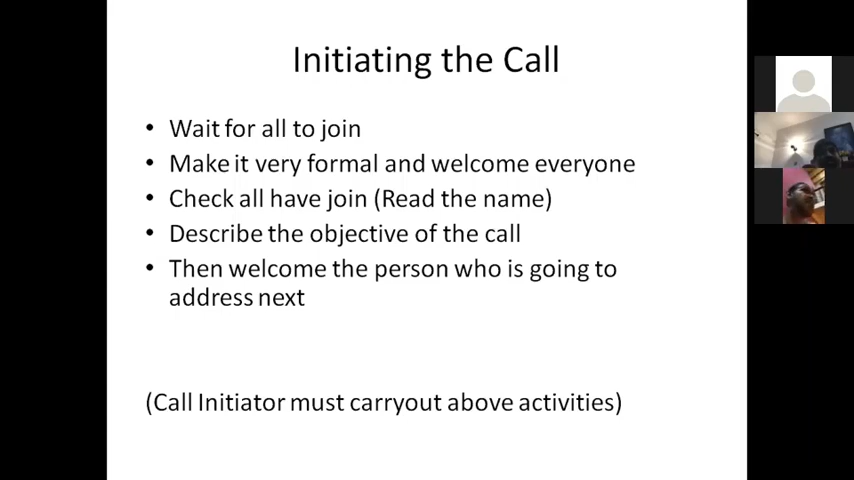 Initiating the Call
• Wait for all to join
• Make it very formal and welcome everyone
• Check all have join (Read the name)
• Describe the objective of the call
• Then welcome the person who is going to
address next
(Call Initiator must carryout above activities)